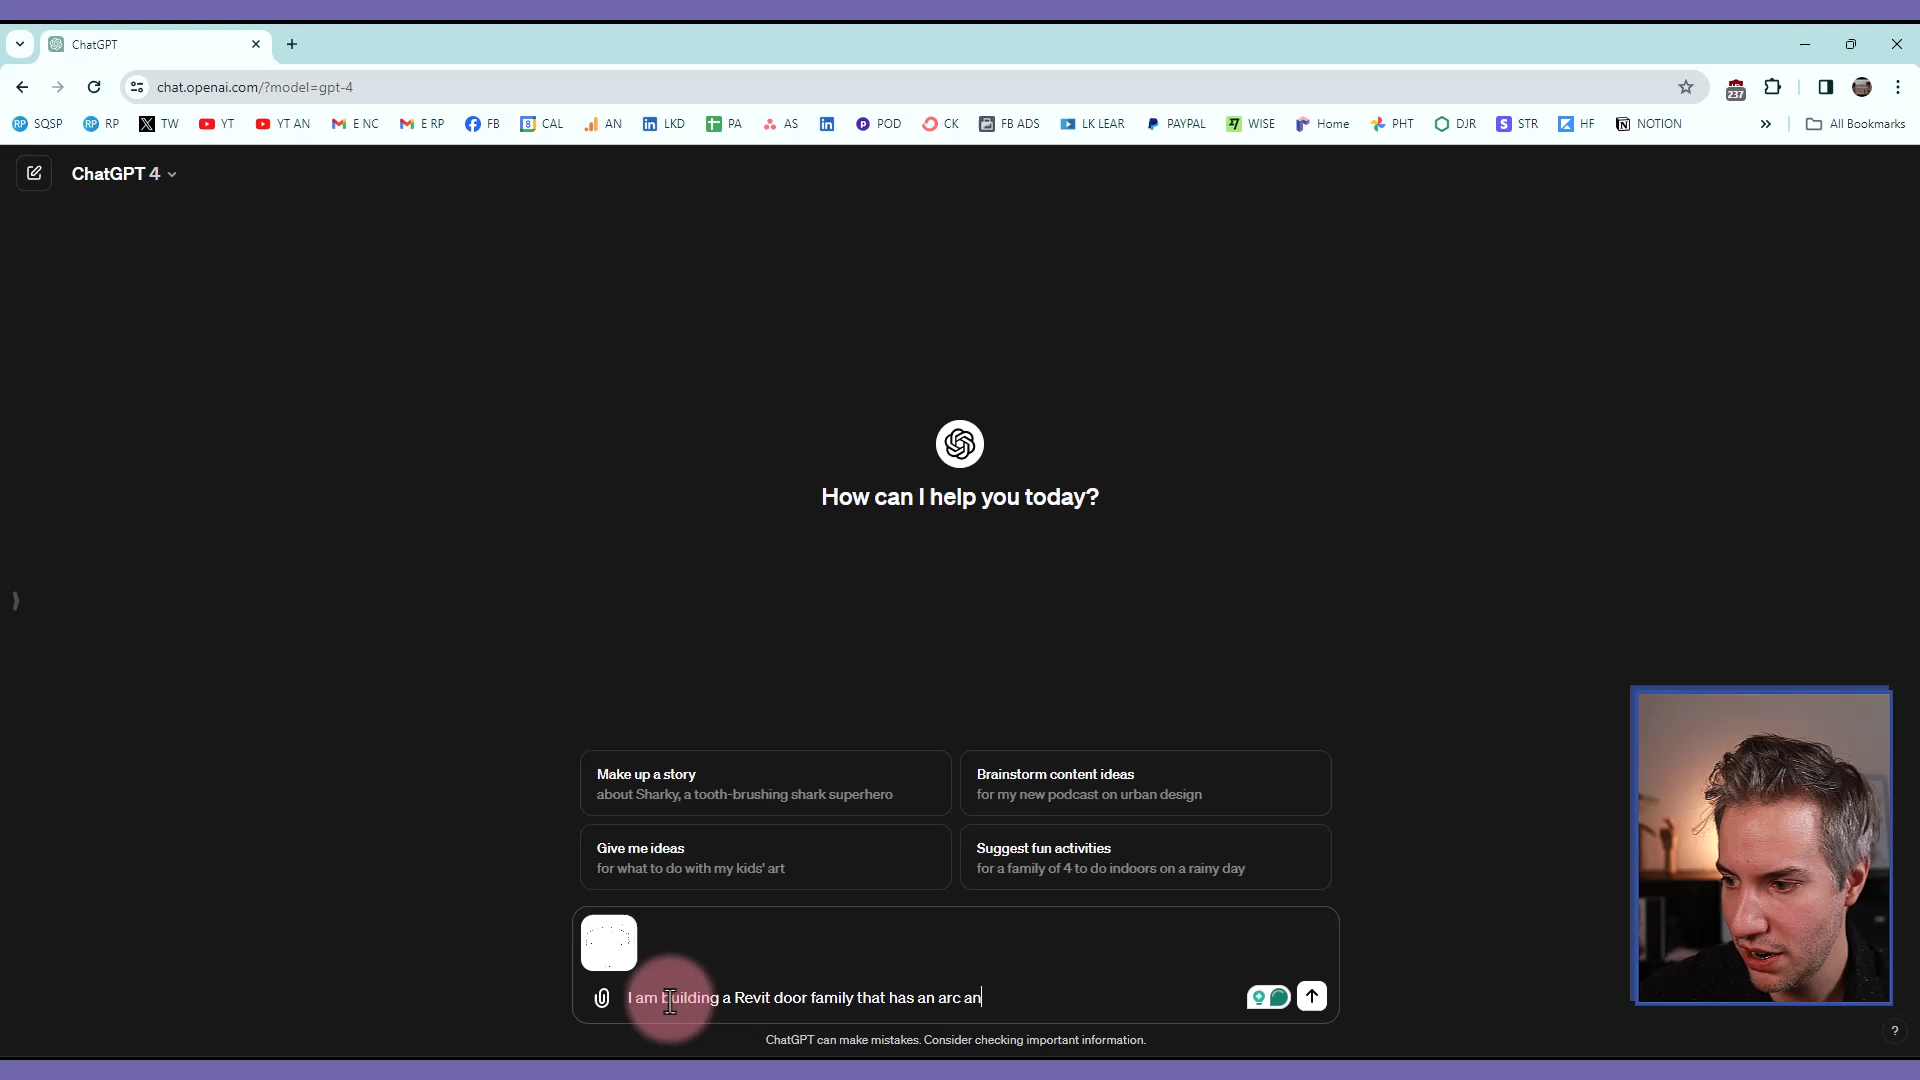 ChatGPT
chat.openai.com/?model=gpt-4
237
RP SQSP RP RP TW YT YT AN E NC E RP FB 8 CAL AN LKD PA AS POD CK FB ADS LK LEAR PAYPAL WISE Home PHT DJR S STR HF NOTION » All Bookmarks
ChatGPT 4
How can I help you today?
Make up a story
about Sharky, a tooth-brushing shark superhero
Brainstorm content ideas
for my new podcast on urban design
Give me ideas
for what to do with my kids' art
Suggest fun activities
for a family of 4 to do indoors on a rainy day
I am building a Revit door family that has an arc an
ChatGPT can make mistakes. Consider checking important information.
?